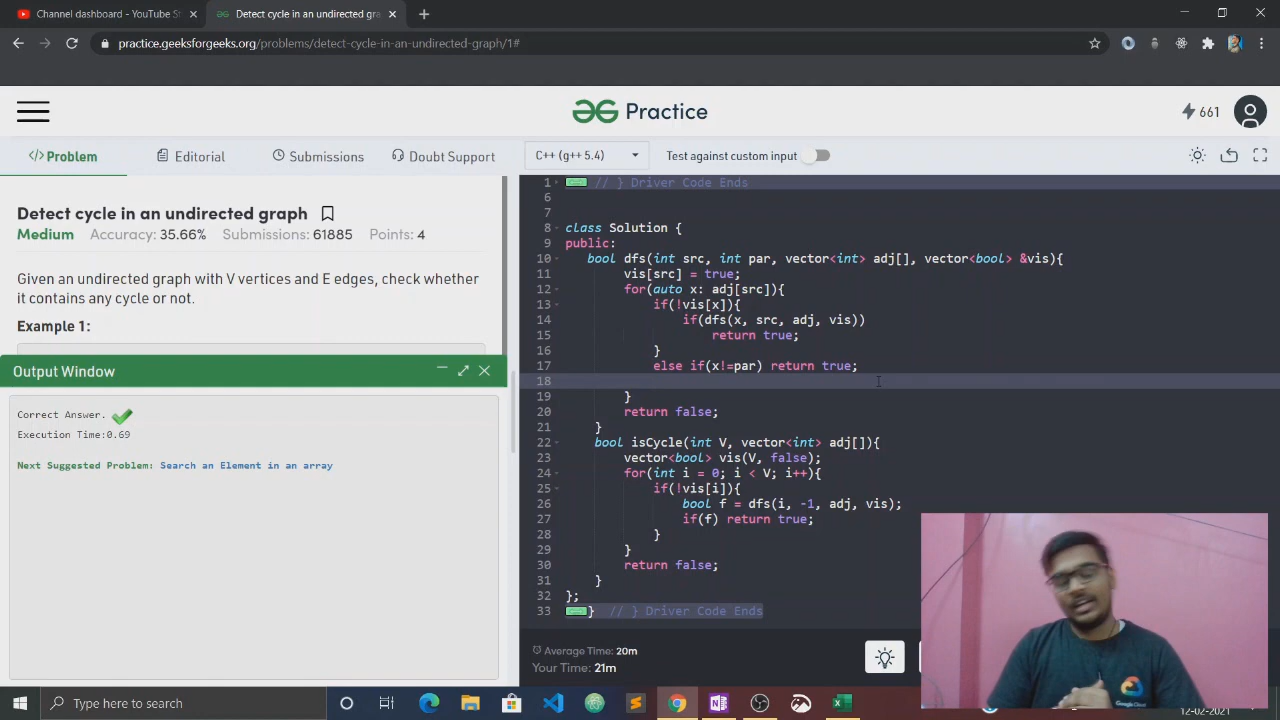 Channel dashboard - YouTube St
Detect cycle in an undirected gra
practice.geeksforgeeks.org/problems/detect-cycle-in-an-undirected-graph/1#
Practice
661
</>Problem
Editorial
Submissions
Doubt Support
C++ (g++ 5.4)
Test against custom input
Detect cycle in an undirected graph
Medium Accuracy: 35.66% Submissions: 61885 Points: 4
Given an undirected graph with V vertices and E edges, check whether
it contains any cycle or not.
Example 1:
Output Window
Correct Answer.
Execution Time:0.69
Next Suggested Problem: Search an Element in an array
1 // } Driver Code Ends
6
7
8 class Solution {
9 public:
10 bool dfs(int src, int par, vector<int> adj[], vector<bool> &vis){
11 vis[src] = true;
12 for(auto x: adj[src]){
13 if(!vis[x]){
14 if(dfs(x, src, adj, vis))
15 return true;
16 }
17 else if(x!=par) return true;
18
19 }
20 return false;
21 }
22 bool isCycle(int V, vector<int> adj[]){
23 vector<bool> vis(V, false);
24 for(int i = 0; i < V; i++){
25 if(!vis[i]){
26 bool f = dfs(i, -1, adj, vis);
27 if(f) return true;
28 }
29 }
30 return false;
31 }
32 };
33 } // } Driver Code Ends
Average Time: 20m
Your Time: 21m
Google Cloud
Type here to search
12-02-2021